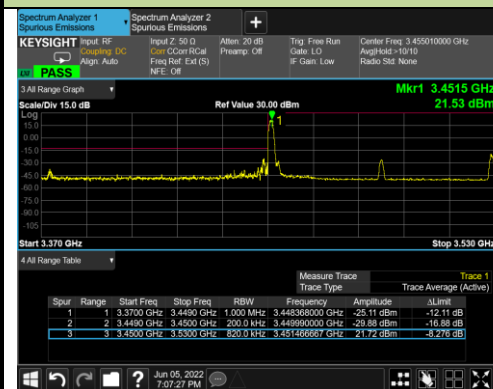 Spectrum Analyzer 1
Spurious Emissions
Spectrum Analyzer 2
Spurious Emissions
+
KEYSIGHT Input: RF Input Z: 50 Ω Atten: 20 dB Trig: Free Run Center Freq: 3.455010000 GHz
Coupling: DC Corr CCorr RCal Preamp: Off Gate: LO Avg|Hold:>10/10
Align: Auto Freq Ref: Ext (S) IF Gain: Low Radio Std: None
PASS NFE: Off
3 All Range Graph
Mkr1 3.4515 GHz
Scale/Div 15.0 dB Ref Value 30.00 dBm 21.53 dBm
Log
15.0
0.00
-15.0
-30.0
-45.0
-60.0
-75.0
-90.0
-105
1
Start 3.370 GHz Stop 3.530 GHz
4 All Range Table
Measure Trace Trace 1
Trace Type Trace Average (Active)
Spur Range Start Freq Stop Freq RBW Frequency Amplitude ΔLimit
1 1 3.3700 GHz 3.4490 GHz 1.000 MHz 3.448368000 GHz -25.11 dBm -12.11 dB
2 2 3.4490 GHz 3.4500 GHz 200.0 kHz 3.449990000 GHz -29.88 dBm -16.88 dB
3 3 3.4500 GHz 3.5300 GHz 820.0 kHz 3.451466667 GHz 21.72 dBm -8.276 dB
?
Jun 05, 2022
7:07:27 PM